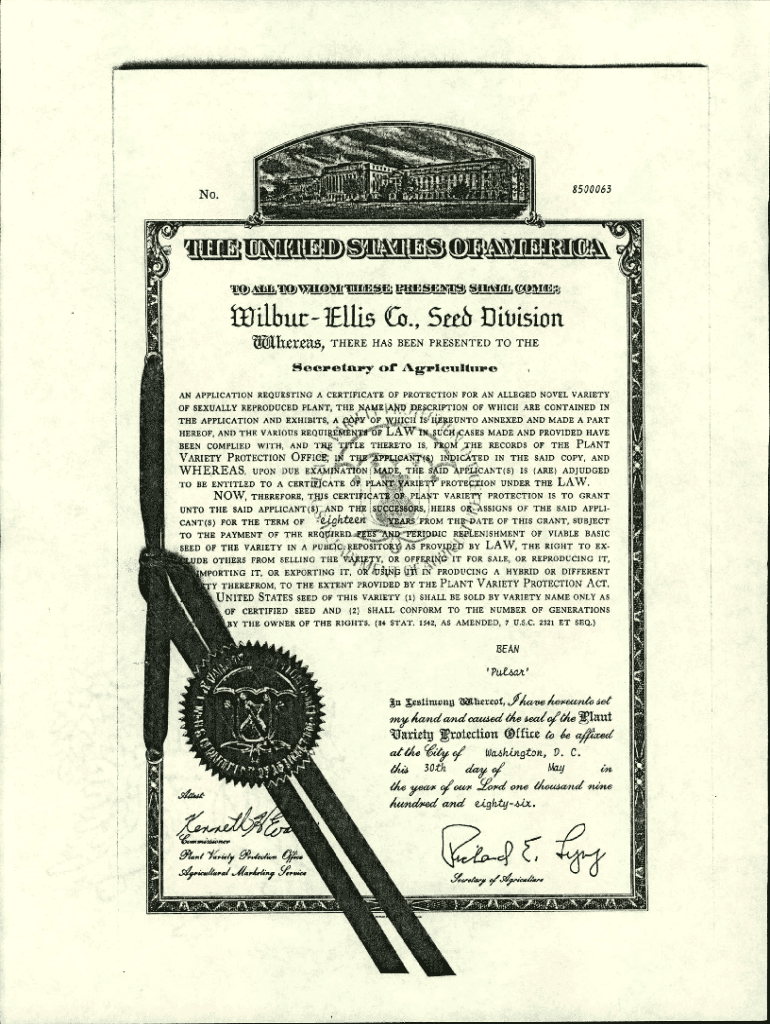 No.
8500063
THE UNITED STATES OF AMERICA
TO ALL TO WHOM THESE PRESENTS SHALL COME:
Wilbur-Ellis Co., Seed Division
Whereas, THERE HAS BEEN PRESENTED TO THE
Secretary of Agriculture
AN APPLICATION REQUESTING A CERTIFICATE OF PROTECTION FOR AN ALLEGED NOVEL VARIETY
OF SEXUALLY REPRODUCED PLANT, THE NAME AND DESCRIPTION OF WHICH ARE CONTAINED IN
THE APPLICATION AND EXHIBITS, A COPY OF WHICH IS HEREUNTO ANNEXED AND MADE A PART
HEREOF, AND THE VARIOUS REQUIREMENTS OF LAW IN SUCH CASES MADE AND PROVIDED HAVE
BEEN COMPLIED WITH, AND THE TITLE THERETO IS, FROM THE RECORDS OF THE PLANT
VARIETY PROTECTION OFFICE, IN THE APPLICANT(S) INDICATED IN THE SAID COPY, AND
WHEREAS, UPON DUE EXAMINATION MADE, THE SAID APPLICANT(S) IS (ARE) ADJUDGED
TO BE ENTITLED TO A CERTIFICATE OF PLANT VARIETY PROTECTION UNDER THE LAW.
NOW, THEREFORE, THIS CERTIFICATE OF PLANT VARIETY PROTECTION IS TO GRANT
UNTO THE SAID APPLICANT(S) AND THE SUCCESSORS, HEIRS OR ASSIGNS OF THE SAID APPLI-
CANT(S) FOR THE TERM OF eighteen YEARS FROM THE DATE OF THIS GRANT, SUBJECT
TO THE PAYMENT OF THE REQUIRED FEES AND PERIODIC REPLENISHMENT OF VIABLE BASIC
SEED OF THE VARIETY IN A PUBLIC REPOSITORY AS PROVIDED BY LAW, THE RIGHT TO EX-
CLUDE OTHERS FROM SELLING THE VARIETY, OR OFFERING IT FOR SALE, OR REPRODUCING IT,
IMPORTING IT, OR EXPORTING IT, OR USING IT IN PRODUCING A HYBRID OR DIFFERENT
TY THEREFROM, TO THE EXTENT PROVIDED BY THE PLANT VARIETY PROTECTION ACT.
UNITED STATES SEED OF THIS VARIETY (1) SHALL BE SOLD BY VARIETY NAME ONLY AS
OF CERTIFIED SEED AND (2) SHALL CONFORM TO THE NUMBER OF GENERATIONS
BY THE OWNER OF THE RIGHTS. (84 STAT. 1542, AS AMENDED, 7 U.S.C. 2321 ET SEQ.)
BEAN
'Pulsar'
In Testimony Whereof, I have hereunto set
my hand and caused the seal of the Plant
Variety Protection Office to be affixed
at the City of Washington, D. C.
this 30th day of May in
the year of our Lord one thousand nine
hundred and eighty-six.
Attest:
Kenneth H Evans
Commissioner
Plant Variety Protection Office
Agricultural Marketing Service
Richard E. Lyng
Secretary of Agriculture